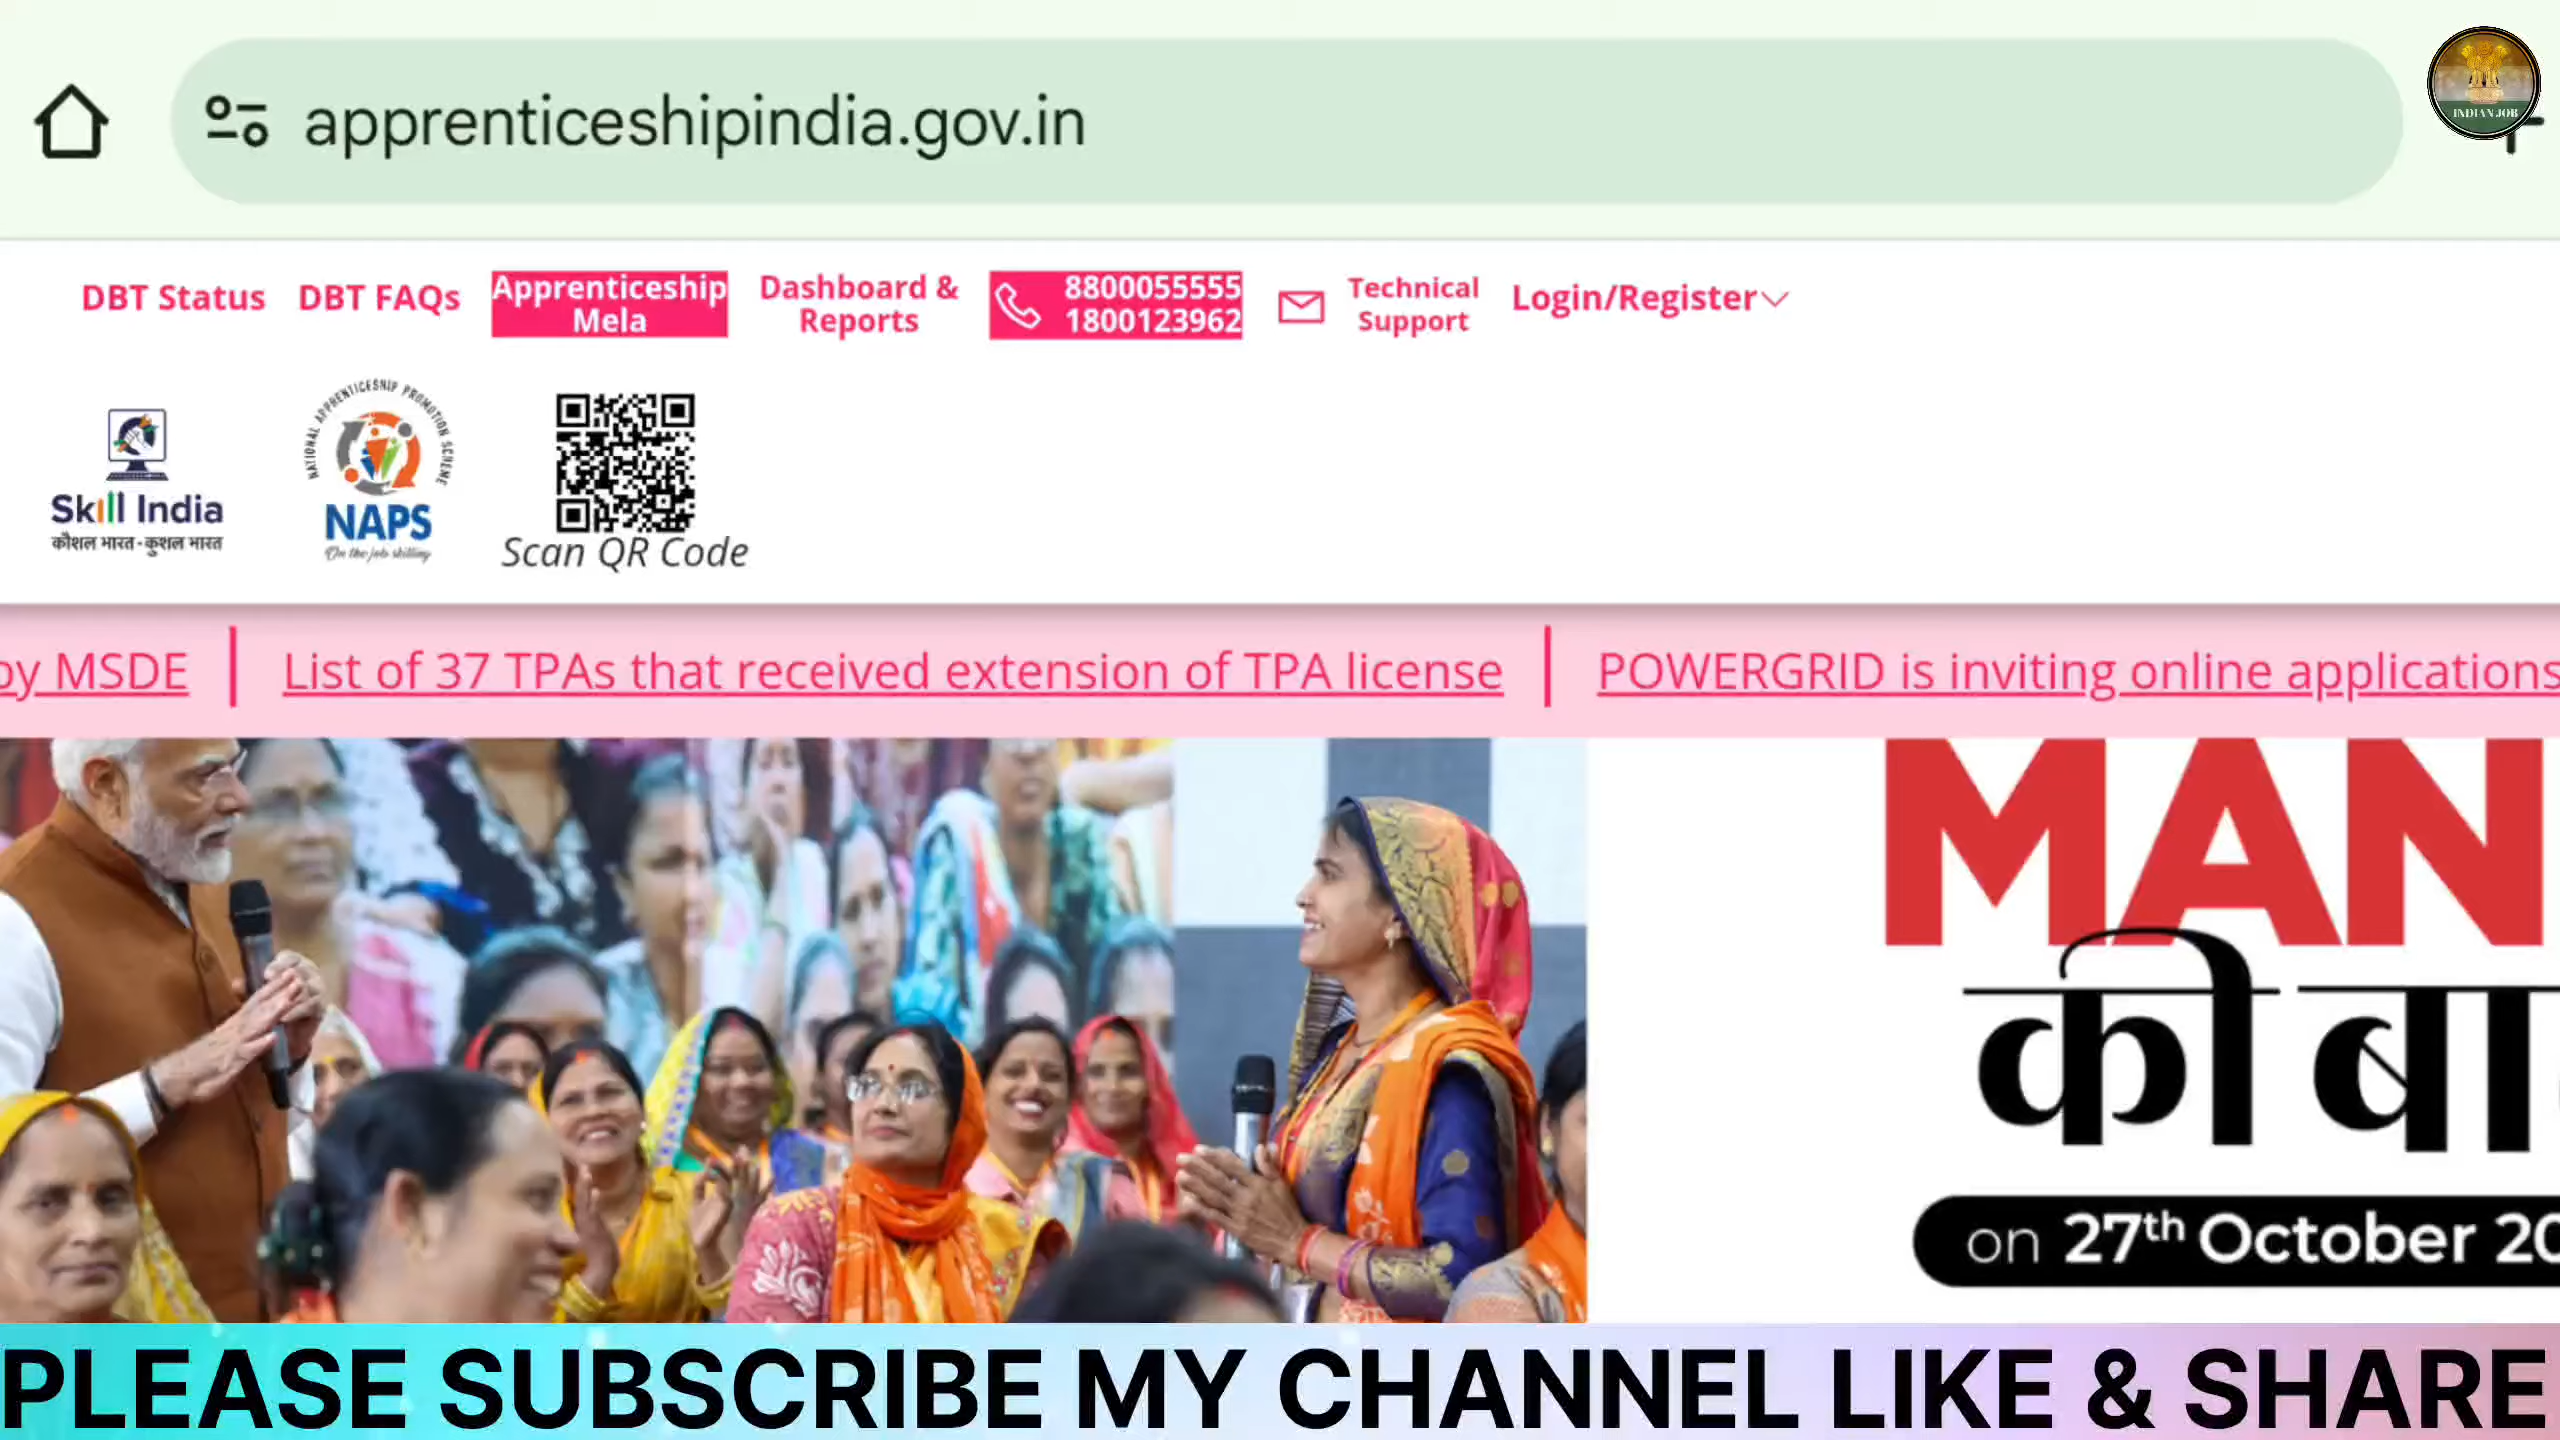 apprenticeshipindia.gov.in
INDIAN JOB
DBT Status DBT FAQs Apprenticeship Mela Dashboard & Reports 8800055555 1800123962 Technical Support Login/Register
Skill India
कौशल भारत - कुशल भारत
NATIONAL APPRENTICESHIP PROMOTION SCHEME
NAPS
On the job skilling
Scan QR Code
by MSDE | List of 37 TPAs that received extension of TPA license | POWERGRID is inviting online applications
MAN
की बा
on 27th October 20
PLEASE SUBSCRIBE MY CHANNEL LIKE & SHARE